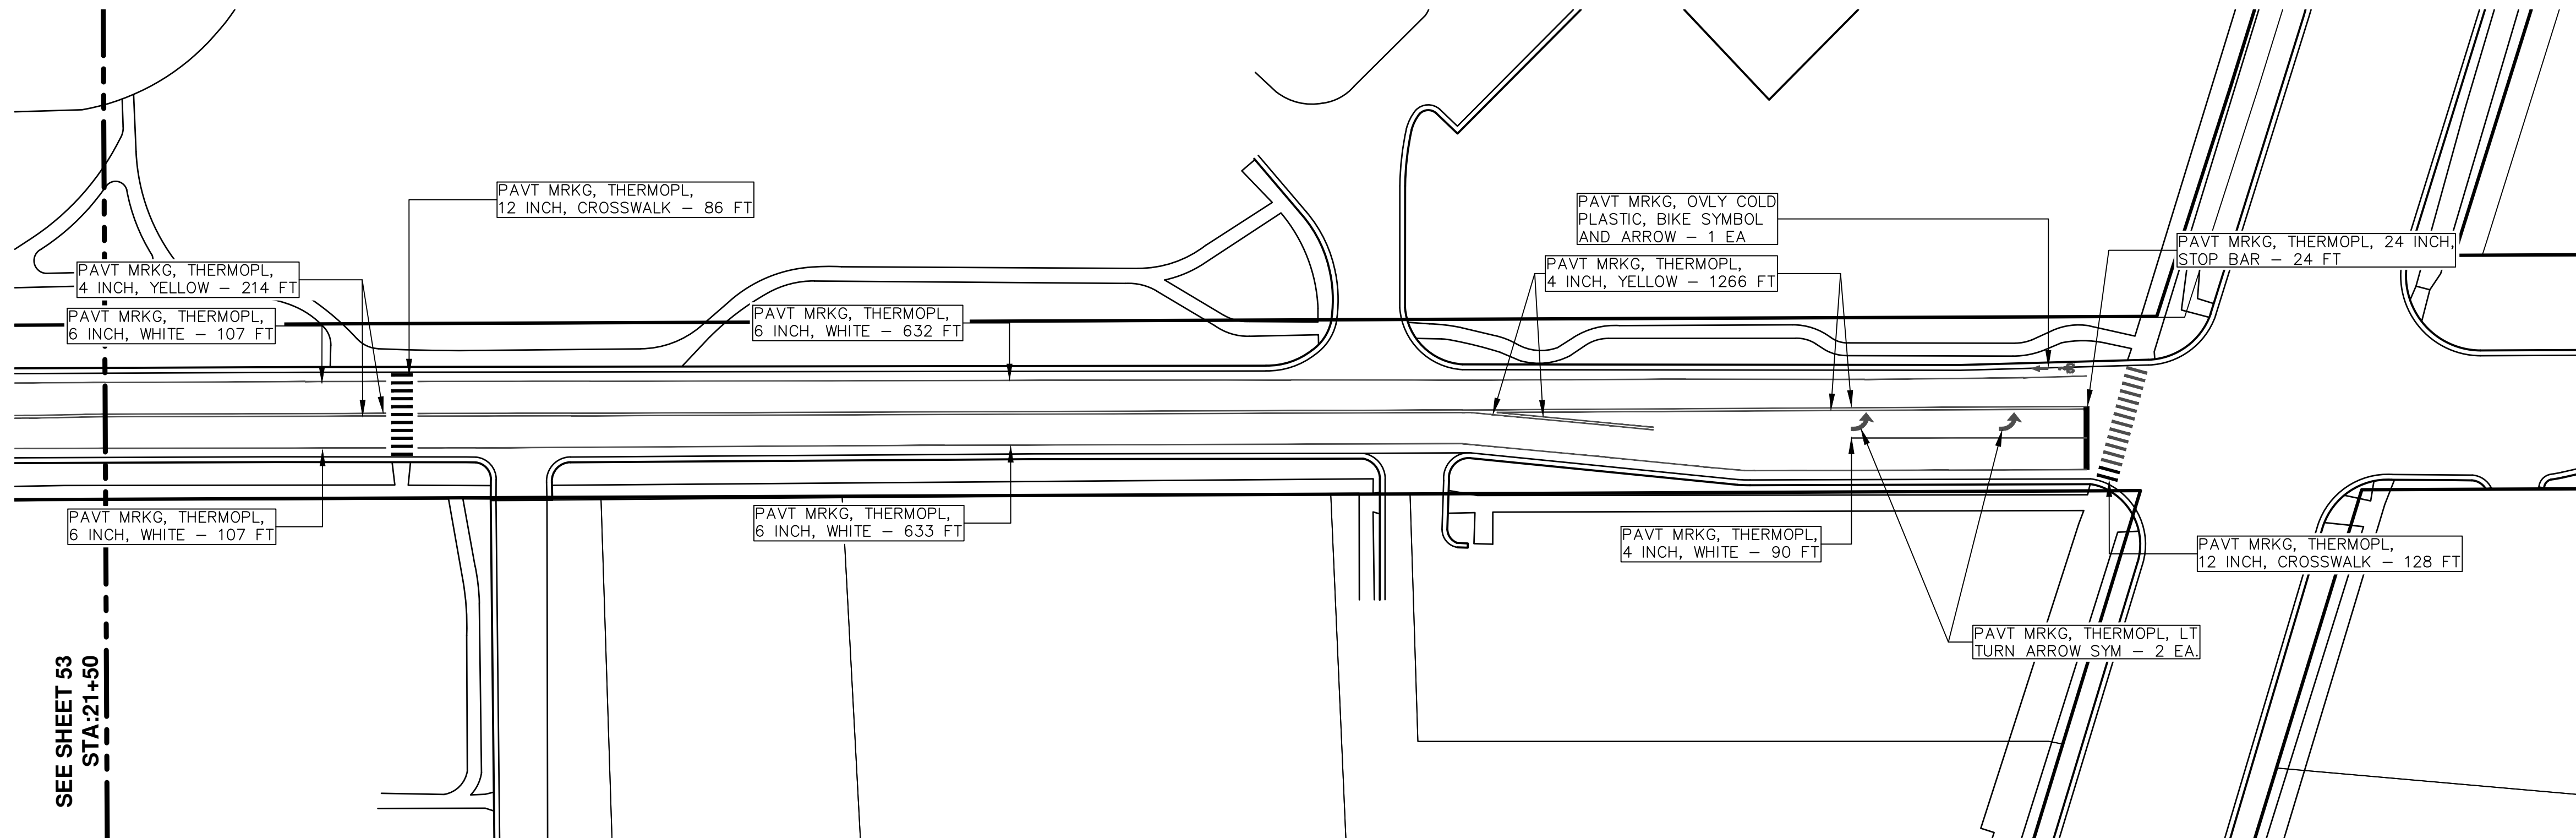 PAVT MRKG, THERMOPL,
12 INCH, CROSSWALK – 86 FT
PAVT MRKG, OVLY COLD
PLASTIC, BIKE SYMBOL
AND ARROW – 1 EA
PAVT MRKG, THERMOPL, 24 INCH,
STOP BAR – 24 FT
PAVT MRKG, THERMOPL,
4 INCH, YELLOW – 214 FT
PAVT MRKG, THERMOPL,
4 INCH, YELLOW – 1266 FT
PAVT MRKG, THERMOPL,
6 INCH, WHITE – 107 FT
PAVT MRKG, THERMOPL,
6 INCH, WHITE – 632 FT
PAVT MRKG, THERMOPL,
6 INCH, WHITE – 107 FT
PAVT MRKG, THERMOPL,
6 INCH, WHITE – 633 FT
PAVT MRKG, THERMOPL,
4 INCH, WHITE – 90 FT
PAVT MRKG, THERMOPL,
12 INCH, CROSSWALK – 128 FT
PAVT MRKG, THERMOPL, LT
TURN ARROW SYM – 2 EA.
SEE SHEET 53
STA:21+50